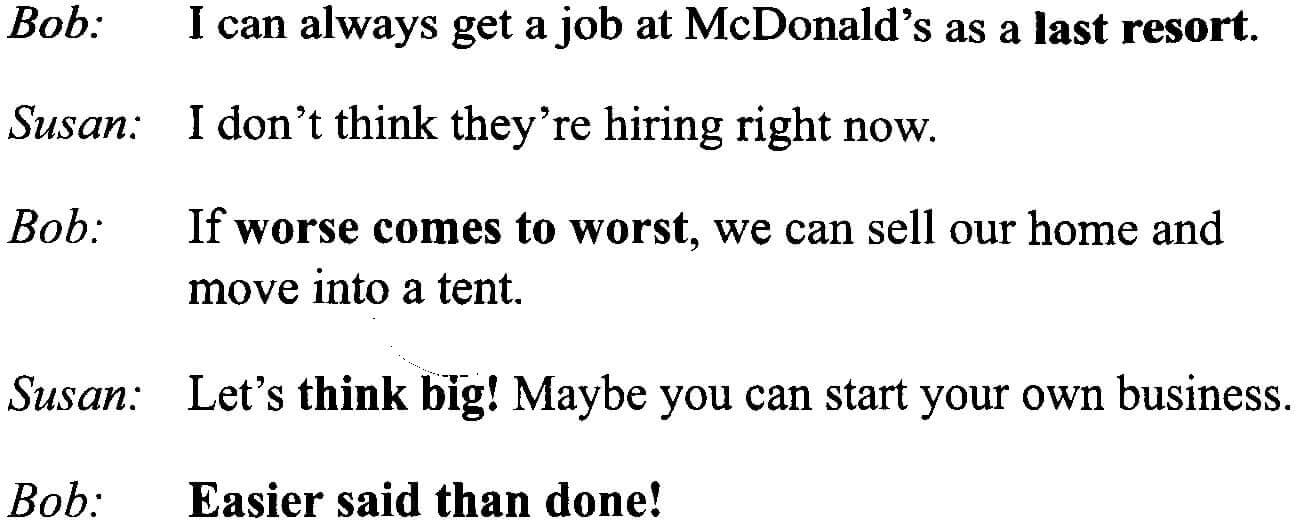 Bob: I can always get a job at McDonald's as a last resort.
Susan: I don't think they're hiring right now.
Bob: If worse comes to worst, we can sell our home and
move into a tent.
Susan: Let's think big! Maybe you can start your own business.
Bob: Easier said than done!